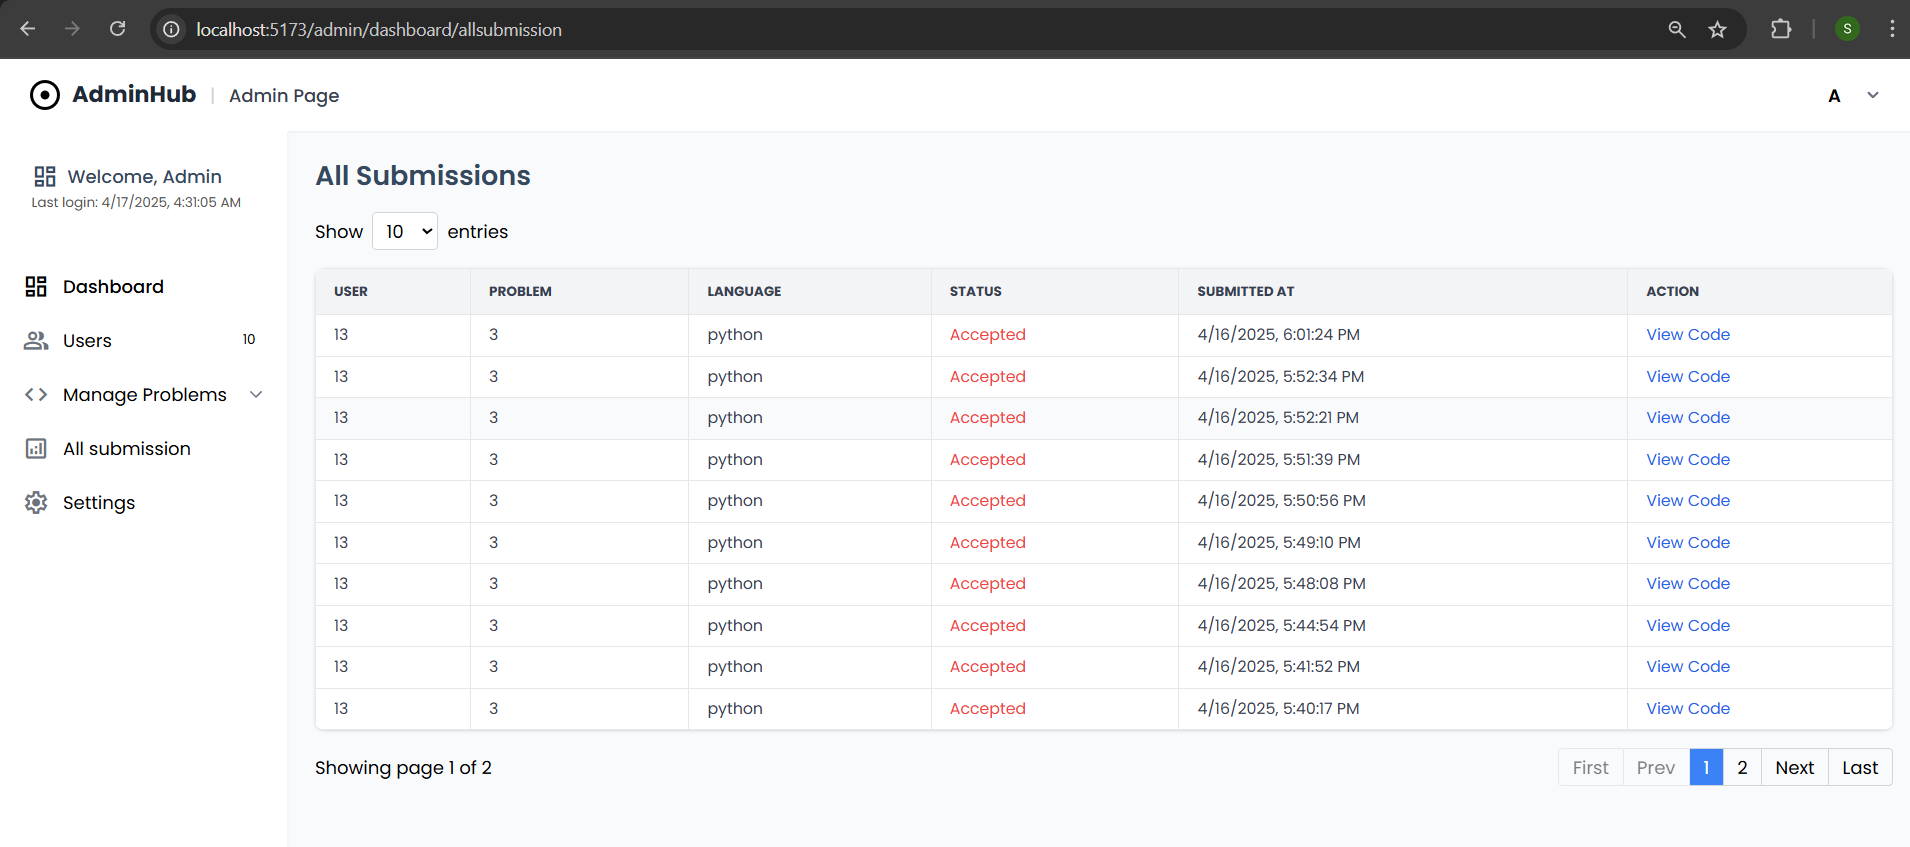 localhost:5173/admin/dashboard/allsubmission
S
AdminHub | Admin Page
A
Welcome, Admin
Last login: 4/17/2025, 4:31:05 AM
Dashboard
Users 10
Manage Problems
All submission
Settings
All Submissions
Show 10 entries
USER PROBLEM LANGUAGE STATUS SUBMITTED AT ACTION
13 3 python Accepted 4/16/2025, 6:01:24 PM View Code
13 3 python Accepted 4/16/2025, 5:52:34 PM View Code
13 3 python Accepted 4/16/2025, 5:52:21 PM View Code
13 3 python Accepted 4/16/2025, 5:51:39 PM View Code
13 3 python Accepted 4/16/2025, 5:50:56 PM View Code
13 3 python Accepted 4/16/2025, 5:49:10 PM View Code
13 3 python Accepted 4/16/2025, 5:48:08 PM View Code
13 3 python Accepted 4/16/2025, 5:44:54 PM View Code
13 3 python Accepted 4/16/2025, 5:41:52 PM View Code
13 3 python Accepted 4/16/2025, 5:40:17 PM View Code
Showing page 1 of 2
First Prev 1 2 Next Last